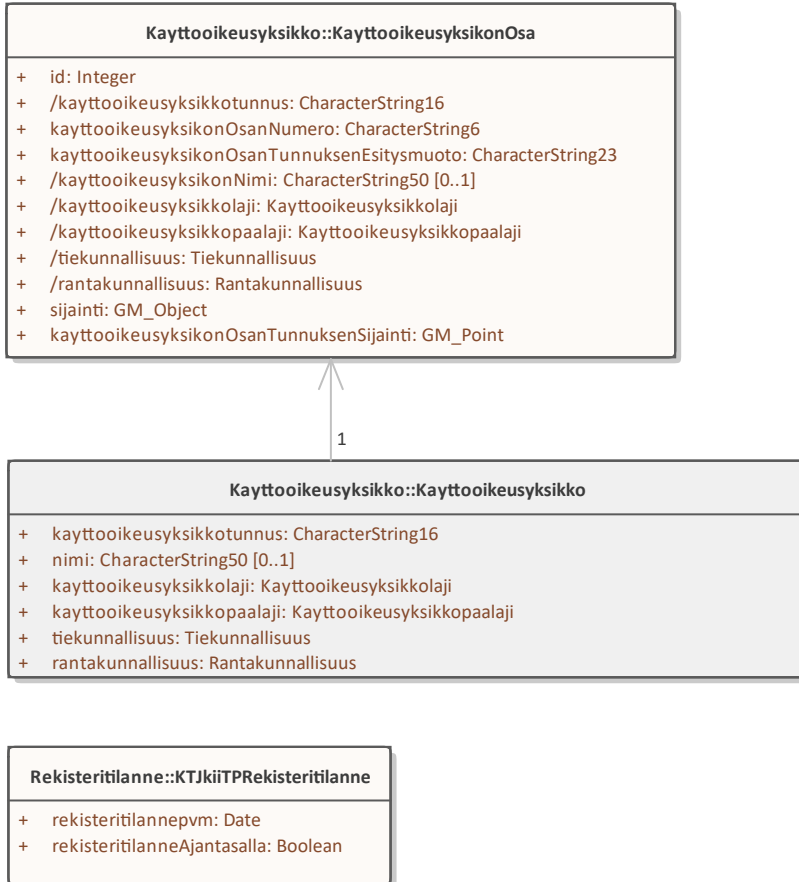 Kayttooikeusyksikko::KayttooikeusyksikonOsa
+ id: Integer
+ /kayttooikeusyksikkotunnus: CharacterString16
+ kayttooikeusyksikonOsanNumero: CharacterString6
+ kayttooikeusyksikonOsanTunnuksenEsitysmuoto: CharacterString23
+ /kayttooikeusyksikonNimi: CharacterString50 [0..1]
+ /kayttooikeusyksikkolaji: Kayttooikeusyksikkolaji
+ /kayttooikeusyksikkopaalaji: Kayttooikeusyksikkopaalaji
+ /tiekunnallisuus: Tiekunnallisuus
+ /rantakunnallisuus: Rantakunnallisuus
+ sijainti: GM_Object
+ kayttooikeusyksikonOsanTunnuksenSijainti: GM_Point
1
Kayttooikeusyksikko::Kayttooikeusyksikko
+ kayttooikeusyksikkotunnus: CharacterString16
+ nimi: CharacterString50 [0..1]
+ kayttooikeusyksikkolaji: Kayttooikeusyksikkolaji
+ kayttooikeusyksikkopaalaji: Kayttooikeusyksikkopaalaji
+ tiekunnallisuus: Tiekunnallisuus
+ rantakunnallisuus: Rantakunnallisuus
Rekisteritilanne::KTJkiiTPRekisteritilanne
+ rekisteritilannepvm: Date
+ rekisteritilanneAjantasalla: Boolean